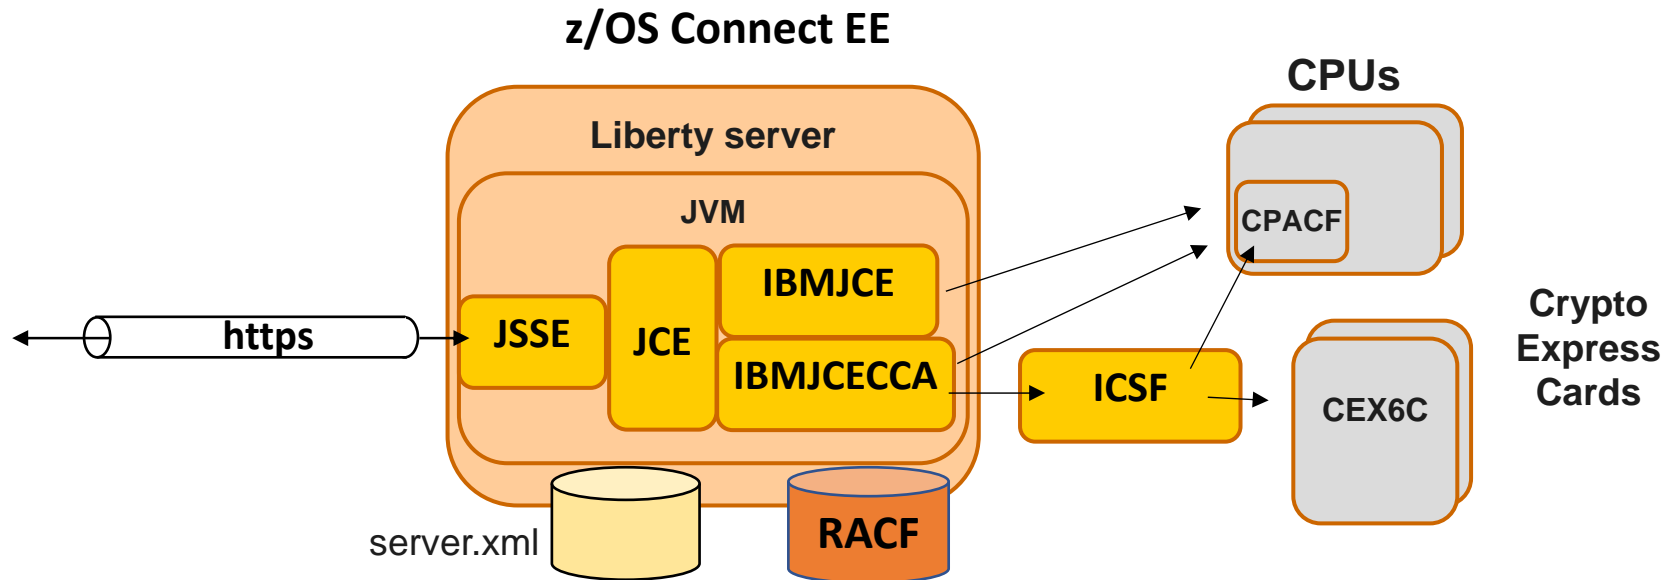 z/OS Connect EE
CPUs
Liberty server
JVM
CPACF
IBMJCE
https
JSSE
JCE
IBMJCECCA
ICSF
CEX6C
Crypto
Express
Cards
server.xml
RACF